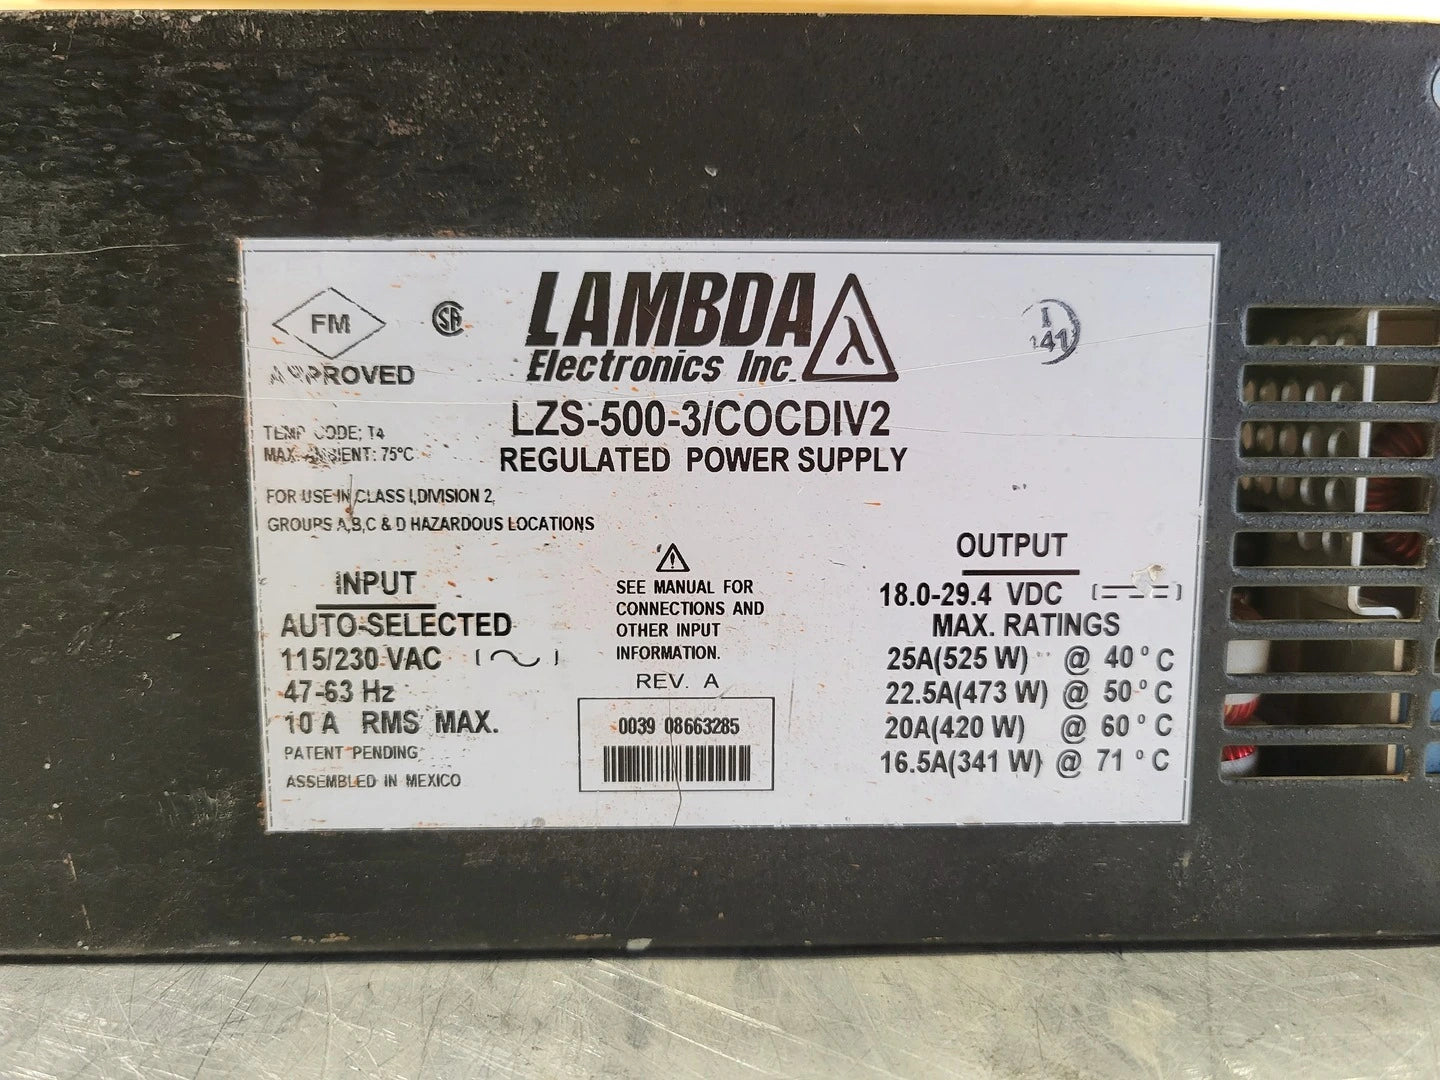 FM
APPROVED
LAMBDA
Electronics Inc.
LZS-500-3/COCDIV2
REGULATED POWER SUPPLY
I
141
TEMP CODE; T4
MAX. AMBIENT: 75°C
FOR USE IN CLASS I, DIVISION 2,
GROUPS A,B,C & D HAZARDOUS LOCATIONS
INPUT
AUTO-SELECTED
115/230 VAC
47-63 Hz
10 A RMS MAX.
PATENT PENDING
ASSEMBLED IN MEXICO
SEE MANUAL FOR
CONNECTIONS AND
OTHER INPUT
INFORMATION.
REV. A
0039 08663285
OUTPUT
18.0-29.4 VDC
MAX. RATINGS
25A(525 W) @ 40°C
22.5A(473 W) @ 50°C
20A(420 W) @ 60°C
16.5A(341 W) @ 71°C